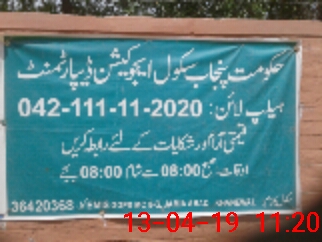 حکومت پنجاب سکول ایجوکیشن ڈیپارٹمنٹ
ہیلپ لائن: 042-111-11-2020
قیمتی آرا اور شکایات کے لئے رابطہ کریں
اوقات صبح 08:00 سے شام 08:00 بجے
36420368 KHANEWAL
13-04-19 11:20